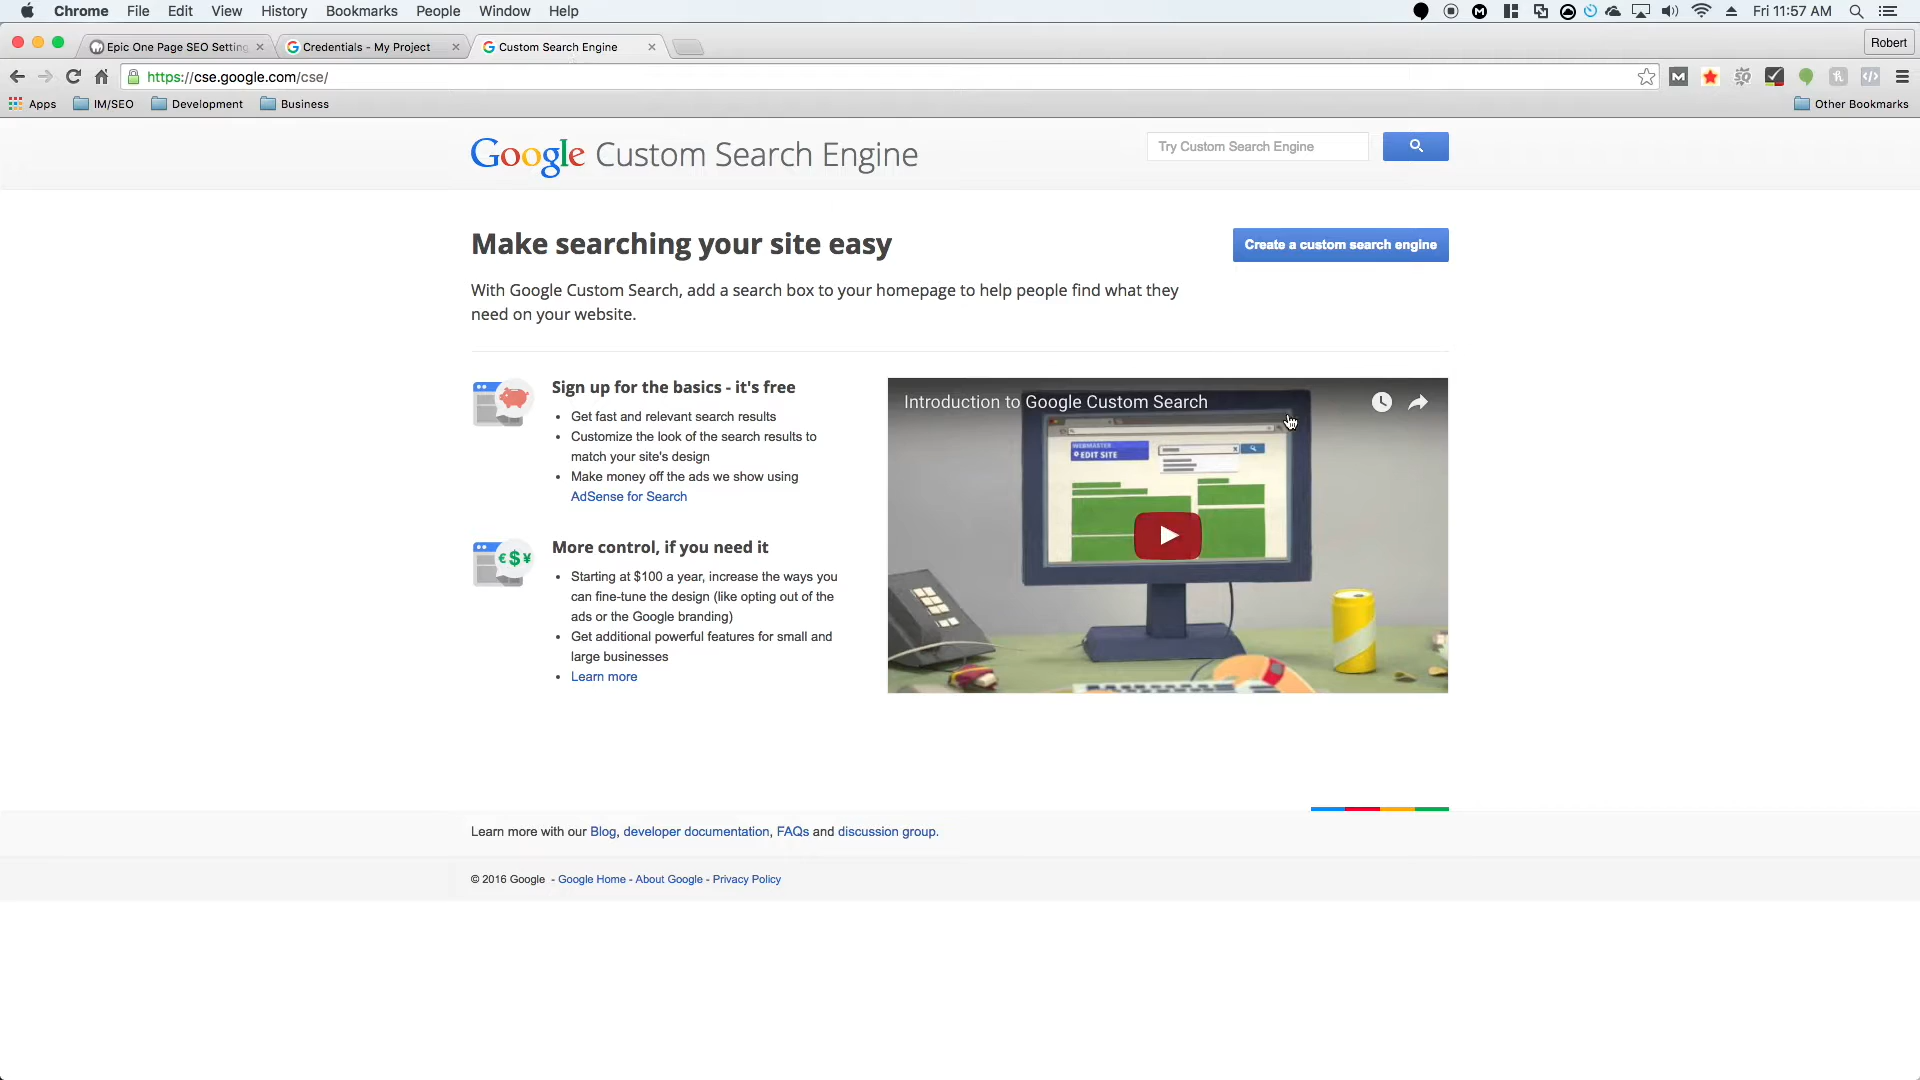 Chrome File Edit View History Bookmarks People Window Help Fri 11:57 AM
Epic One Page SEO Setting Credentials - My Project Custom Search Engine Robert
https://cse.google.com/cse/
Apps IM/SEO Development Business Other Bookmarks
Google Custom Search Engine Try Custom Search Engine
Make searching your site easy Create a custom search engine
With Google Custom Search, add a search box to your homepage to help people find what they
need on your website.
Sign up for the basics - it's free
• Get fast and relevant search results
• Customize the look of the search results to
match your site's design
• Make money off the ads we show using
AdSense for Search
More control, if you need it
• Starting at $100 a year, increase the ways you
can fine-tune the design (like opting out of the
ads or the Google branding)
• Get additional powerful features for small and
large businesses
• Learn more
Introduction to Google Custom Search
WEBMASTER
EDIT SITE
€$¥
Learn more with our Blog, developer documentation, FAQs and discussion group.
© 2016 Google - Google Home - About Google - Privacy Policy